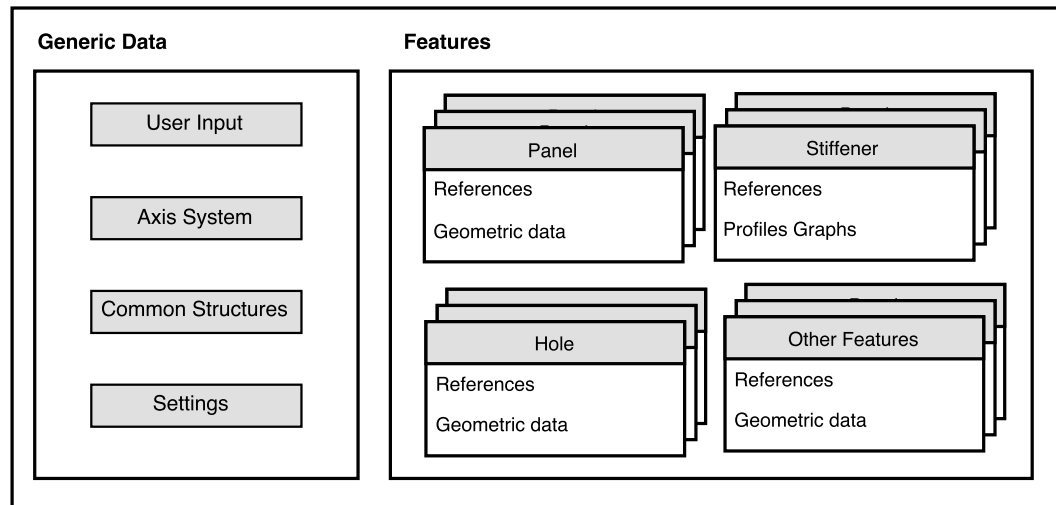 Generic Data
Features
User Input
Axis System
Common Structures
Settings
Panel
References
Geometric data
Stiffener
References
Profiles Graphs
Hole
References
Geometric data
Other Features
References
Geometric data